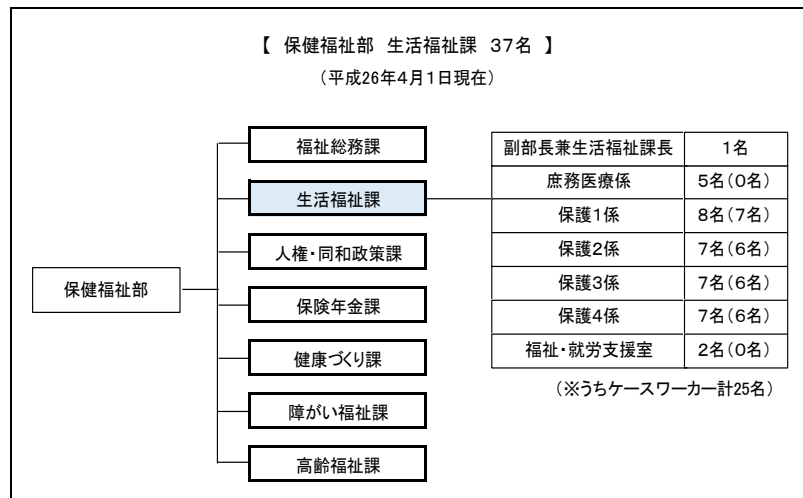 【 保健福祉部 生活福祉課 37名 】
（平成26年4月1日現在）
保健福祉部
福祉総務課
生活福祉課
人権・同和政策課
保険年金課
健康づくり課
障がい福祉課
高齢福祉課
副部長兼生活福祉課長 1名
庶務医療係 5名（0名）
保護1係 8名（7名）
保護2係 7名（6名）
保護3係 7名（6名）
保護4係 7名（6名）
福祉・就労支援室 2名（0名）
（※うちケースワーカー計25名）